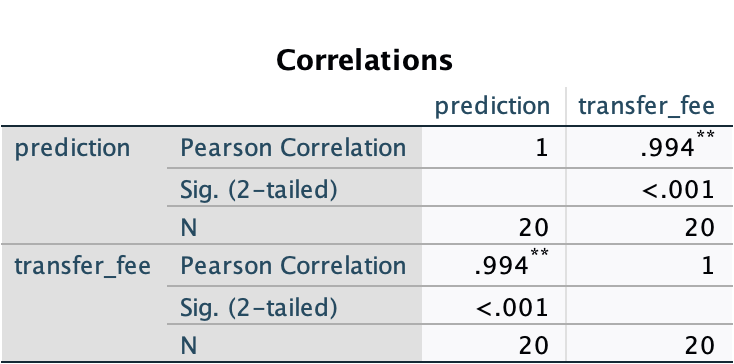 Correlations
prediction transfer_fee
prediction Pearson Correlation 1 .994**
Sig. (2-tailed) <.001
N 20 20
transfer_fee Pearson Correlation .994** 1
Sig. (2-tailed) <.001
N 20 20